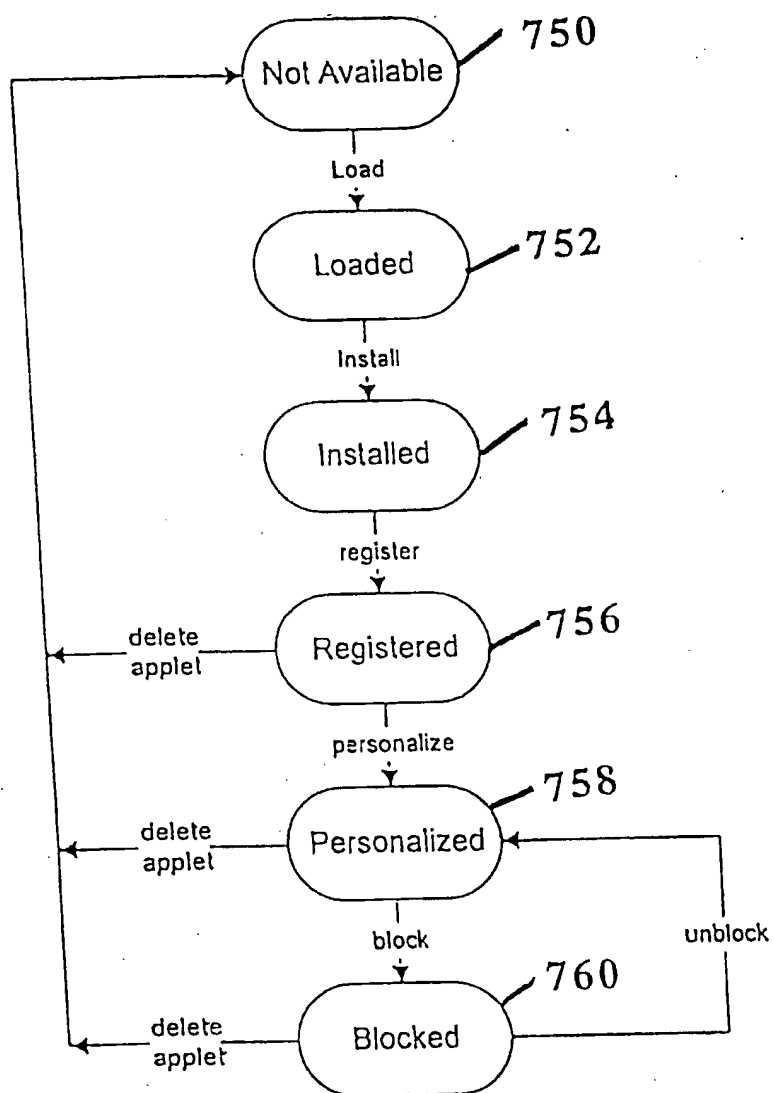 750
Not Available
Load
Loaded
752
Install
Installed
754
register
Registered
756
delete
applet
personalize
758
Personalized
delete
applet
block
unblock
760
Blocked
delete
applet